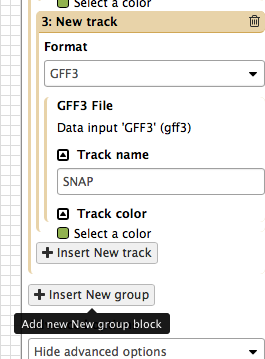 Select a color
3: New track
Format
GFF3
GFF3 File
Data input 'GFF3' (gff3)
Track name
SNAP
Track color
Select a color
Insert New track
Insert New group
Add new New group block
Hide advanced options